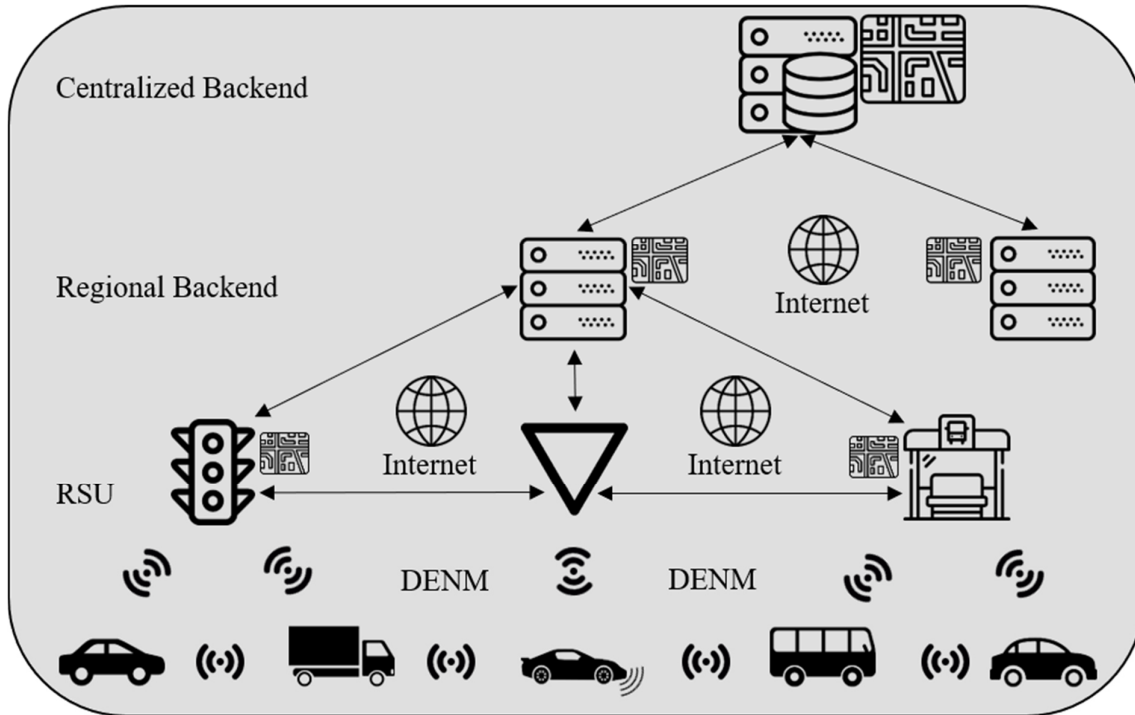 Centralized Backend
Regional Backend
Internet
Internet
Internet
RSU
DENM
DENM